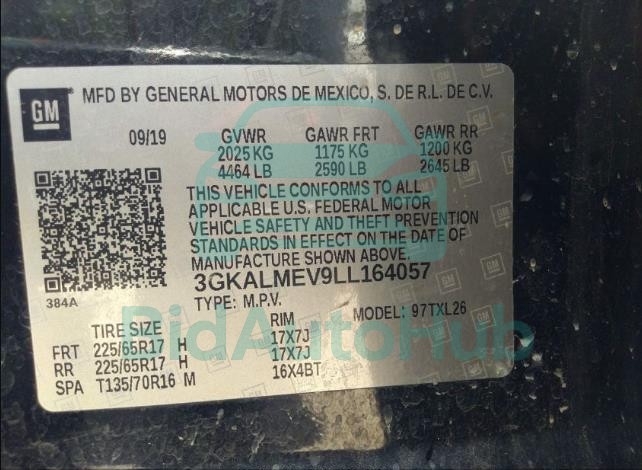 GM
MFD BY GENERAL MOTORS DE MEXICO, S. DE R.L. DE C.V.
09/19 GVWR GAWR FRT GAWR RR
2025 KG 1175 KG 1200 KG
4464 LB 2590 LB 2645 LB
THIS VEHICLE CONFORMS TO ALL
APPLICABLE U.S. FEDERAL MOTOR
VEHICLE SAFETY AND THEFT PREVENTION
STANDARDS IN EFFECT ON THE DATE OF
MANUFACTURE SHOWN ABOVE.
3GKALMEV9LL164057
384A
TYPE: M.P.V. MODEL: 97TXL26
TIRE SIZE RIM
FRT 225/65R17 H 17X7J
RR 225/65R17 H 17X7J
SPA T135/70R16 M 16X4BT
BidAutoHub